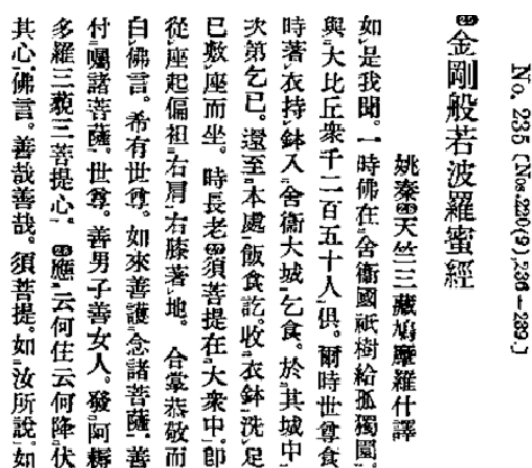 No. 235 〔Nos. 220(9), 236—239.〕
金剛般若波羅蜜經
姚秦天竺三藏鳩摩羅什譯
如是我聞。一時佛在舍衞國祇樹給孤獨園
與大比丘衆千二百五十人俱。爾時世尊食
時著衣持鉢入舍衞大城乞食。於其城中
次第乞已。還至本處飯食訖。收衣鉢洗足
已敷座而坐。時長老須菩提在大衆中。即
從座起偏袒右肩右膝著地。合掌恭敬而
白佛言。希有世尊。如來善護念諸菩薩。善
付囑諸菩薩。世尊。善男子善女人。發阿耨
多羅三藐三菩提心。應云何住云何降伏
其心。佛言。善哉善哉。須菩提。如汝所說。如